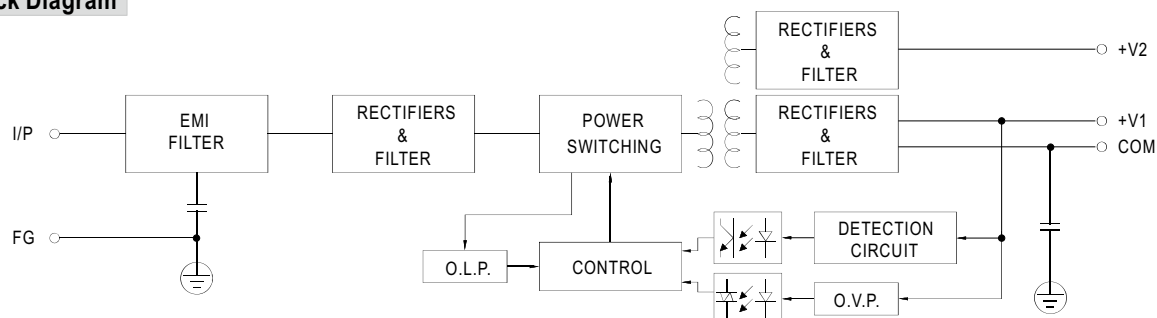 ck Diagram
RECTIFIERS
&
FILTER
+V2
I/P
EMI
FILTER
RECTIFIERS
&
FILTER
POWER
SWITCHING
RECTIFIERS
&
FILTER
+V1
COM
FG
O.L.P.
CONTROL
DETECTION
CIRCUIT
O.V.P.